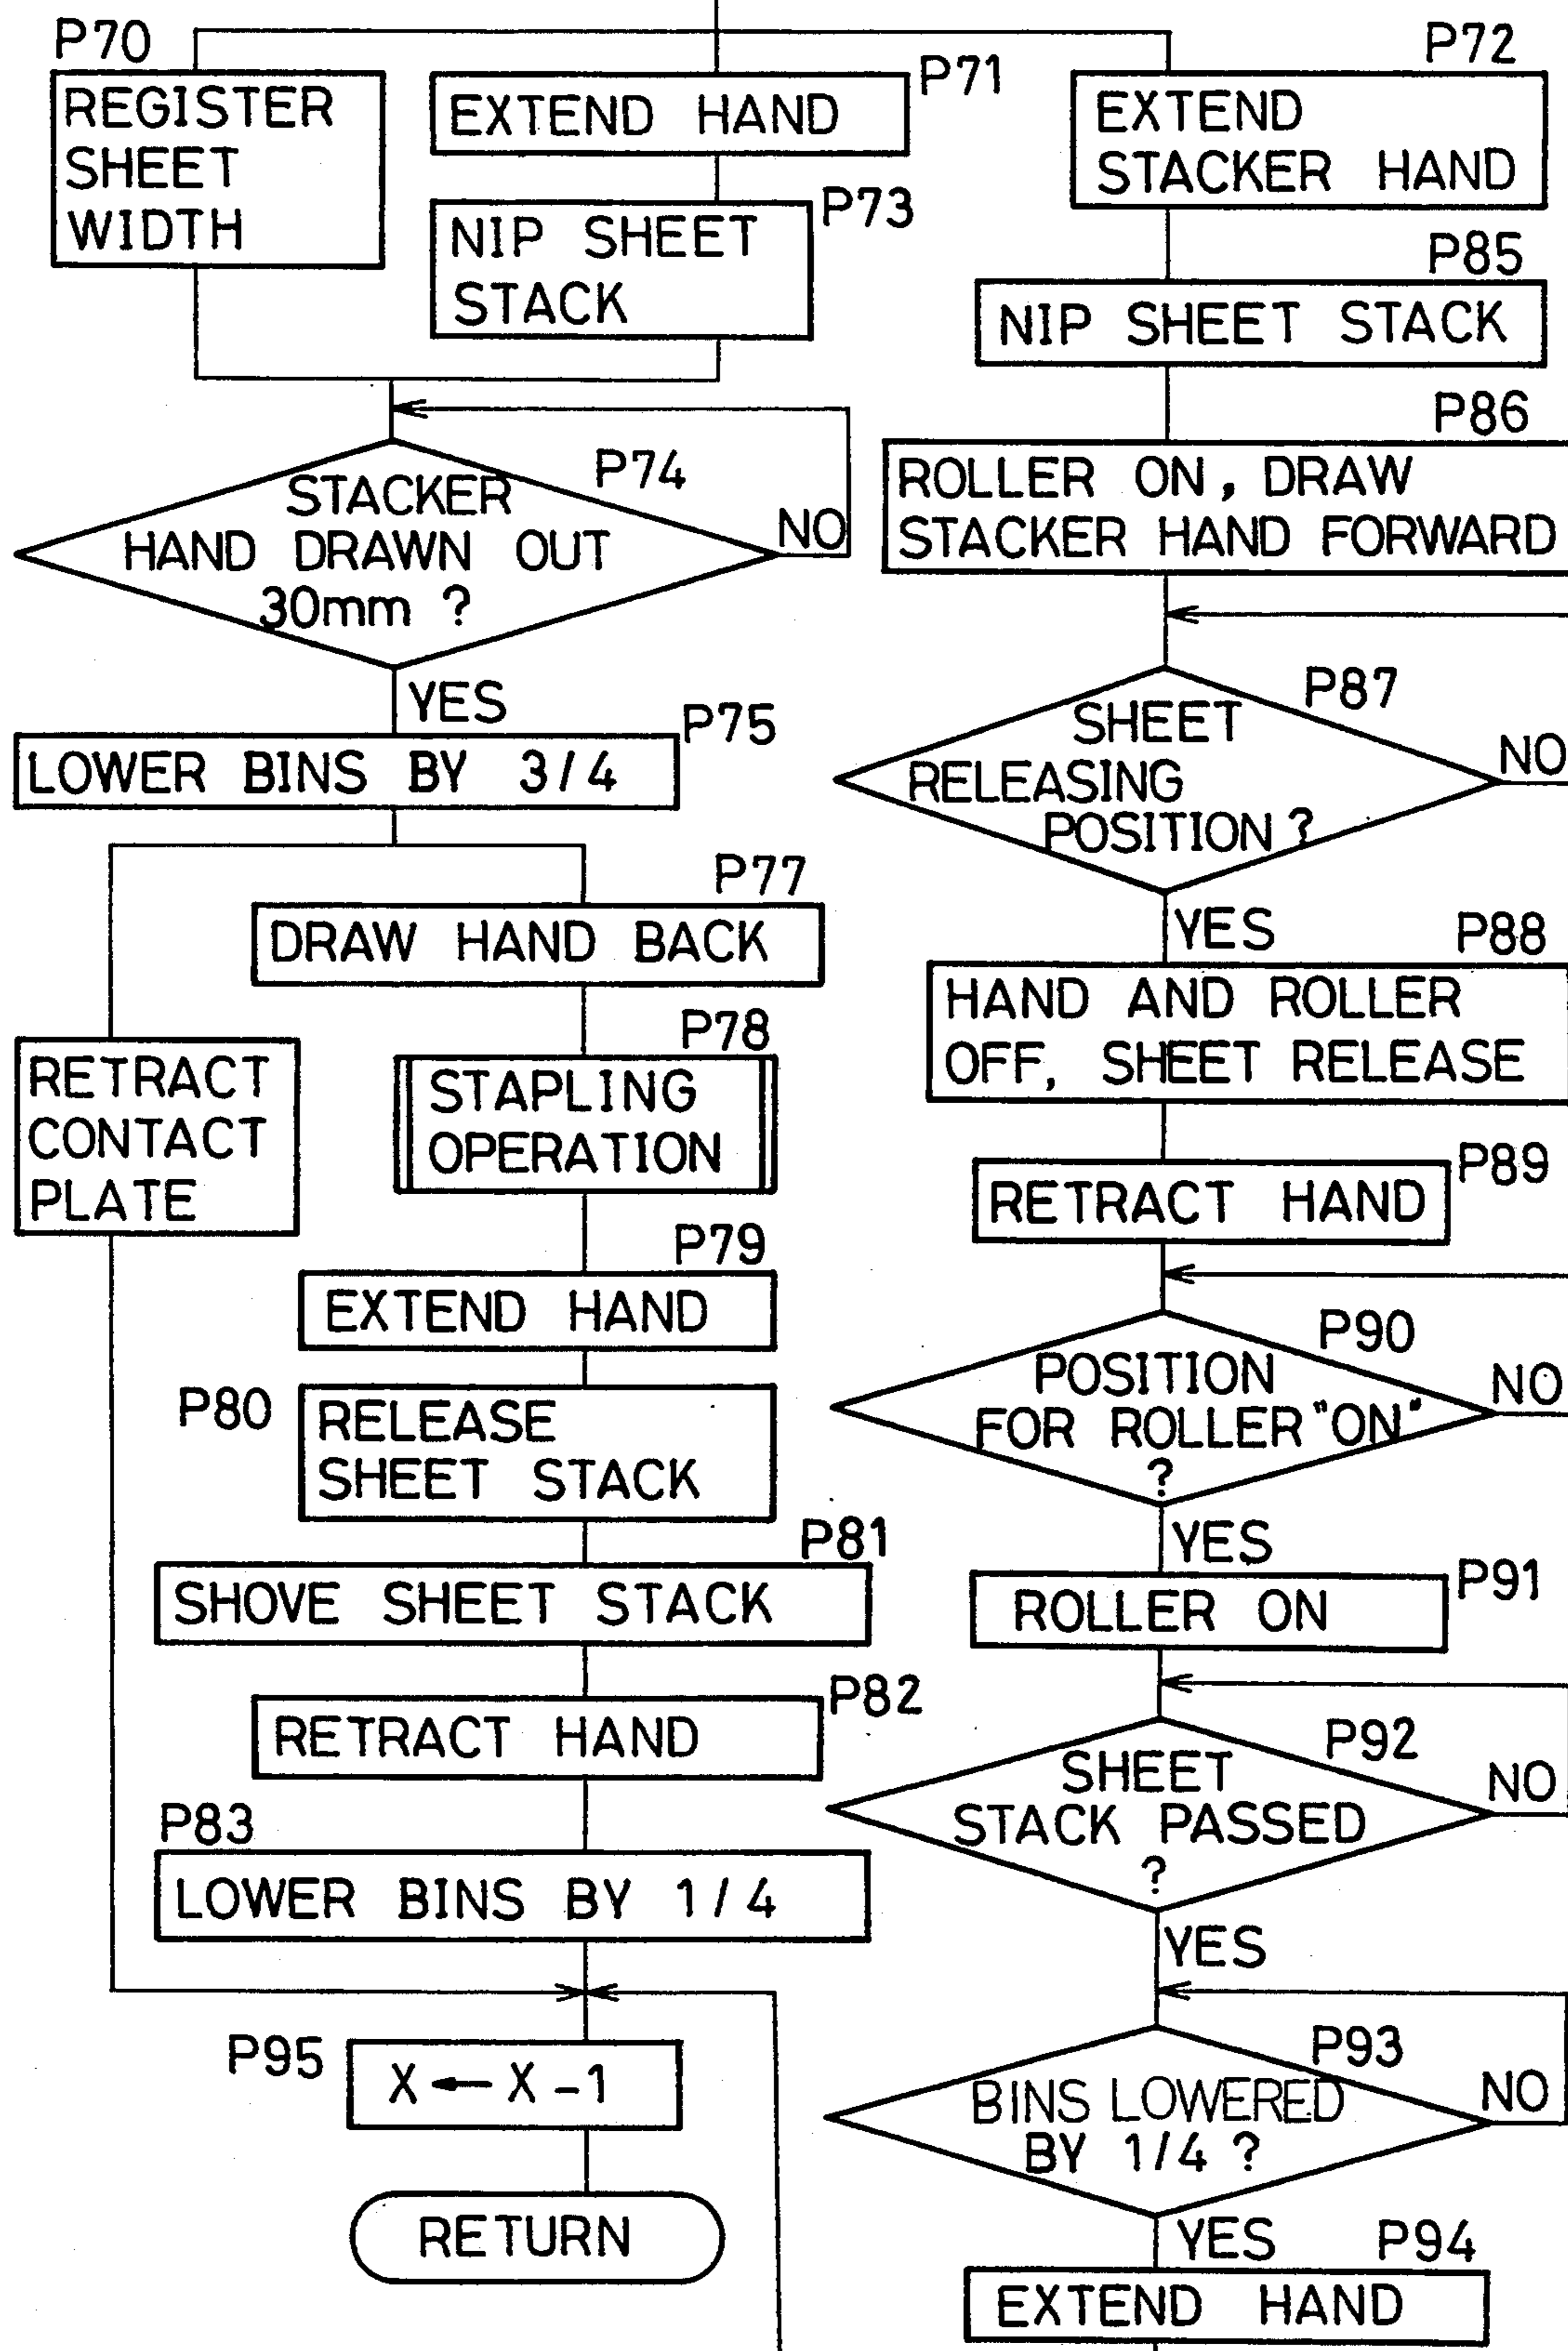 P70
REGISTER
SHEET
WIDTH
P71
EXTEND HAND
P73
NIP SHEET
STACK
P74
STACKER
HAND DRAWN OUT
30mm ?
NO
YES
P75
LOWER BINS BY 3/4
RETRACT
CONTACT
PLATE
P77
DRAW HAND BACK
P78
STAPLING
OPERATION
P79
EXTEND HAND
P80
RELEASE
SHEET STACK
P81
SHOVE SHEET STACK
P82
RETRACT HAND
P83
LOWER BINS BY 1/4
P95
X ← X -1
RETURN
P72
EXTEND
STACKER HAND
P85
NIP SHEET STACK
P86
ROLLER ON, DRAW
STACKER HAND FORWARD
P87
SHEET
RELEASING
POSITION ?
NO
YES
P88
HAND AND ROLLER
OFF, SHEET RELEASE
P89
RETRACT HAND
P90
POSITION
FOR ROLLER "ON"
?
NO
YES
P91
ROLLER ON
P92
SHEET
STACK PASSED
?
NO
YES
P93
BINS LOWERED
BY 1/4 ?
NO
YES
P94
EXTEND HAND